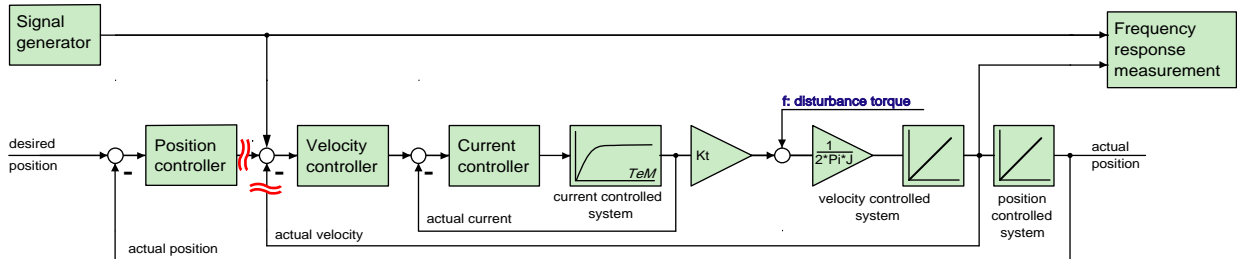 Signal
generator
Frequency
response
measurement
f: disturbance torque
desired
position
-
Position
controller
-
Velocity
controller
-
Current
controller
TeM
current controlled
system
Kt
1
2*Pi*J
velocity controlled
system
position
controlled
system
actual
position
actual current
actual velocity
actual position